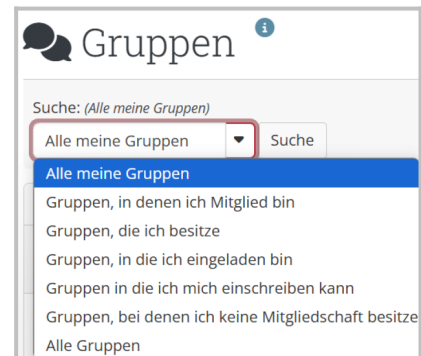 Gruppen
Suche: (Alle meine Gruppen)
Alle meine Gruppen Suche
Alle meine Gruppen
Gruppen, in denen ich Mitglied bin
Gruppen, die ich besitze
Gruppen, in die ich eingeladen bin
Gruppen in die ich mich einschreiben kann
Gruppen, bei denen ich keine Mitgliedschaft besitze
Alle Gruppen